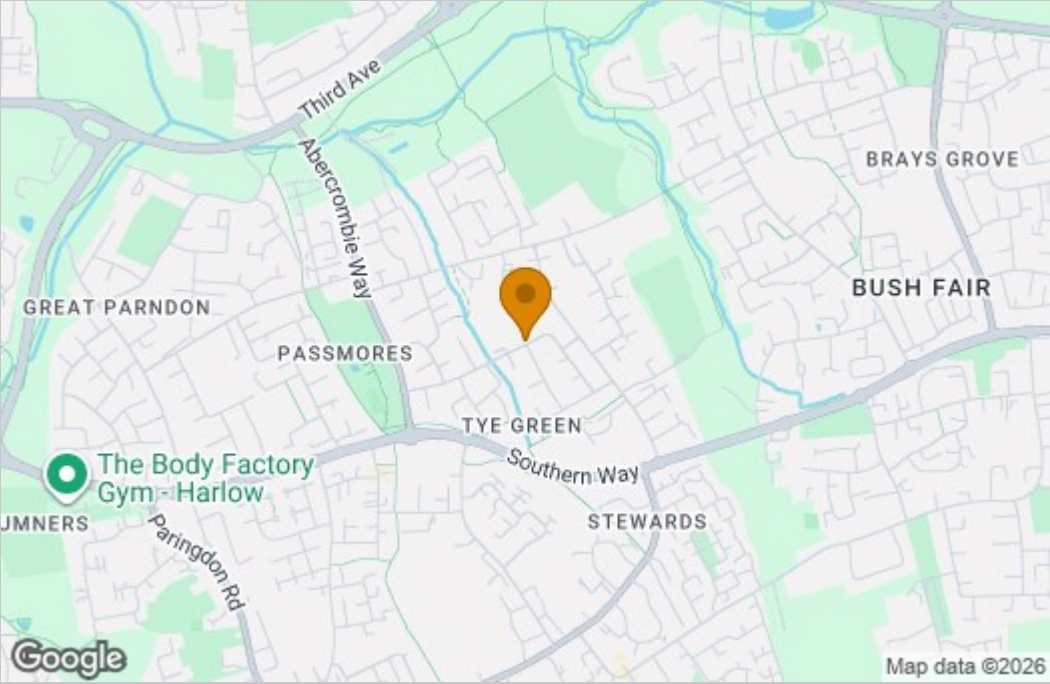 Third Ave
Abercrombie Way
BRAYS GROVE
BUSH FAIR
GREAT PARNDON
PASSMORES
TYE GREEN
Southern Way
The Body Factory
Gym - Harlow
UMNERS
STEWARDS
Paringdon Rd
Google
Map data ©2026